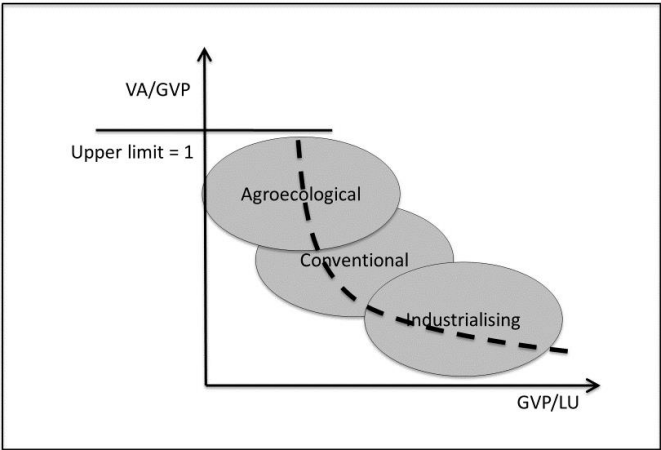 VA/GVP
Upper limit = 1
Agroecological
Conventional
Industrialising
GVP/LU